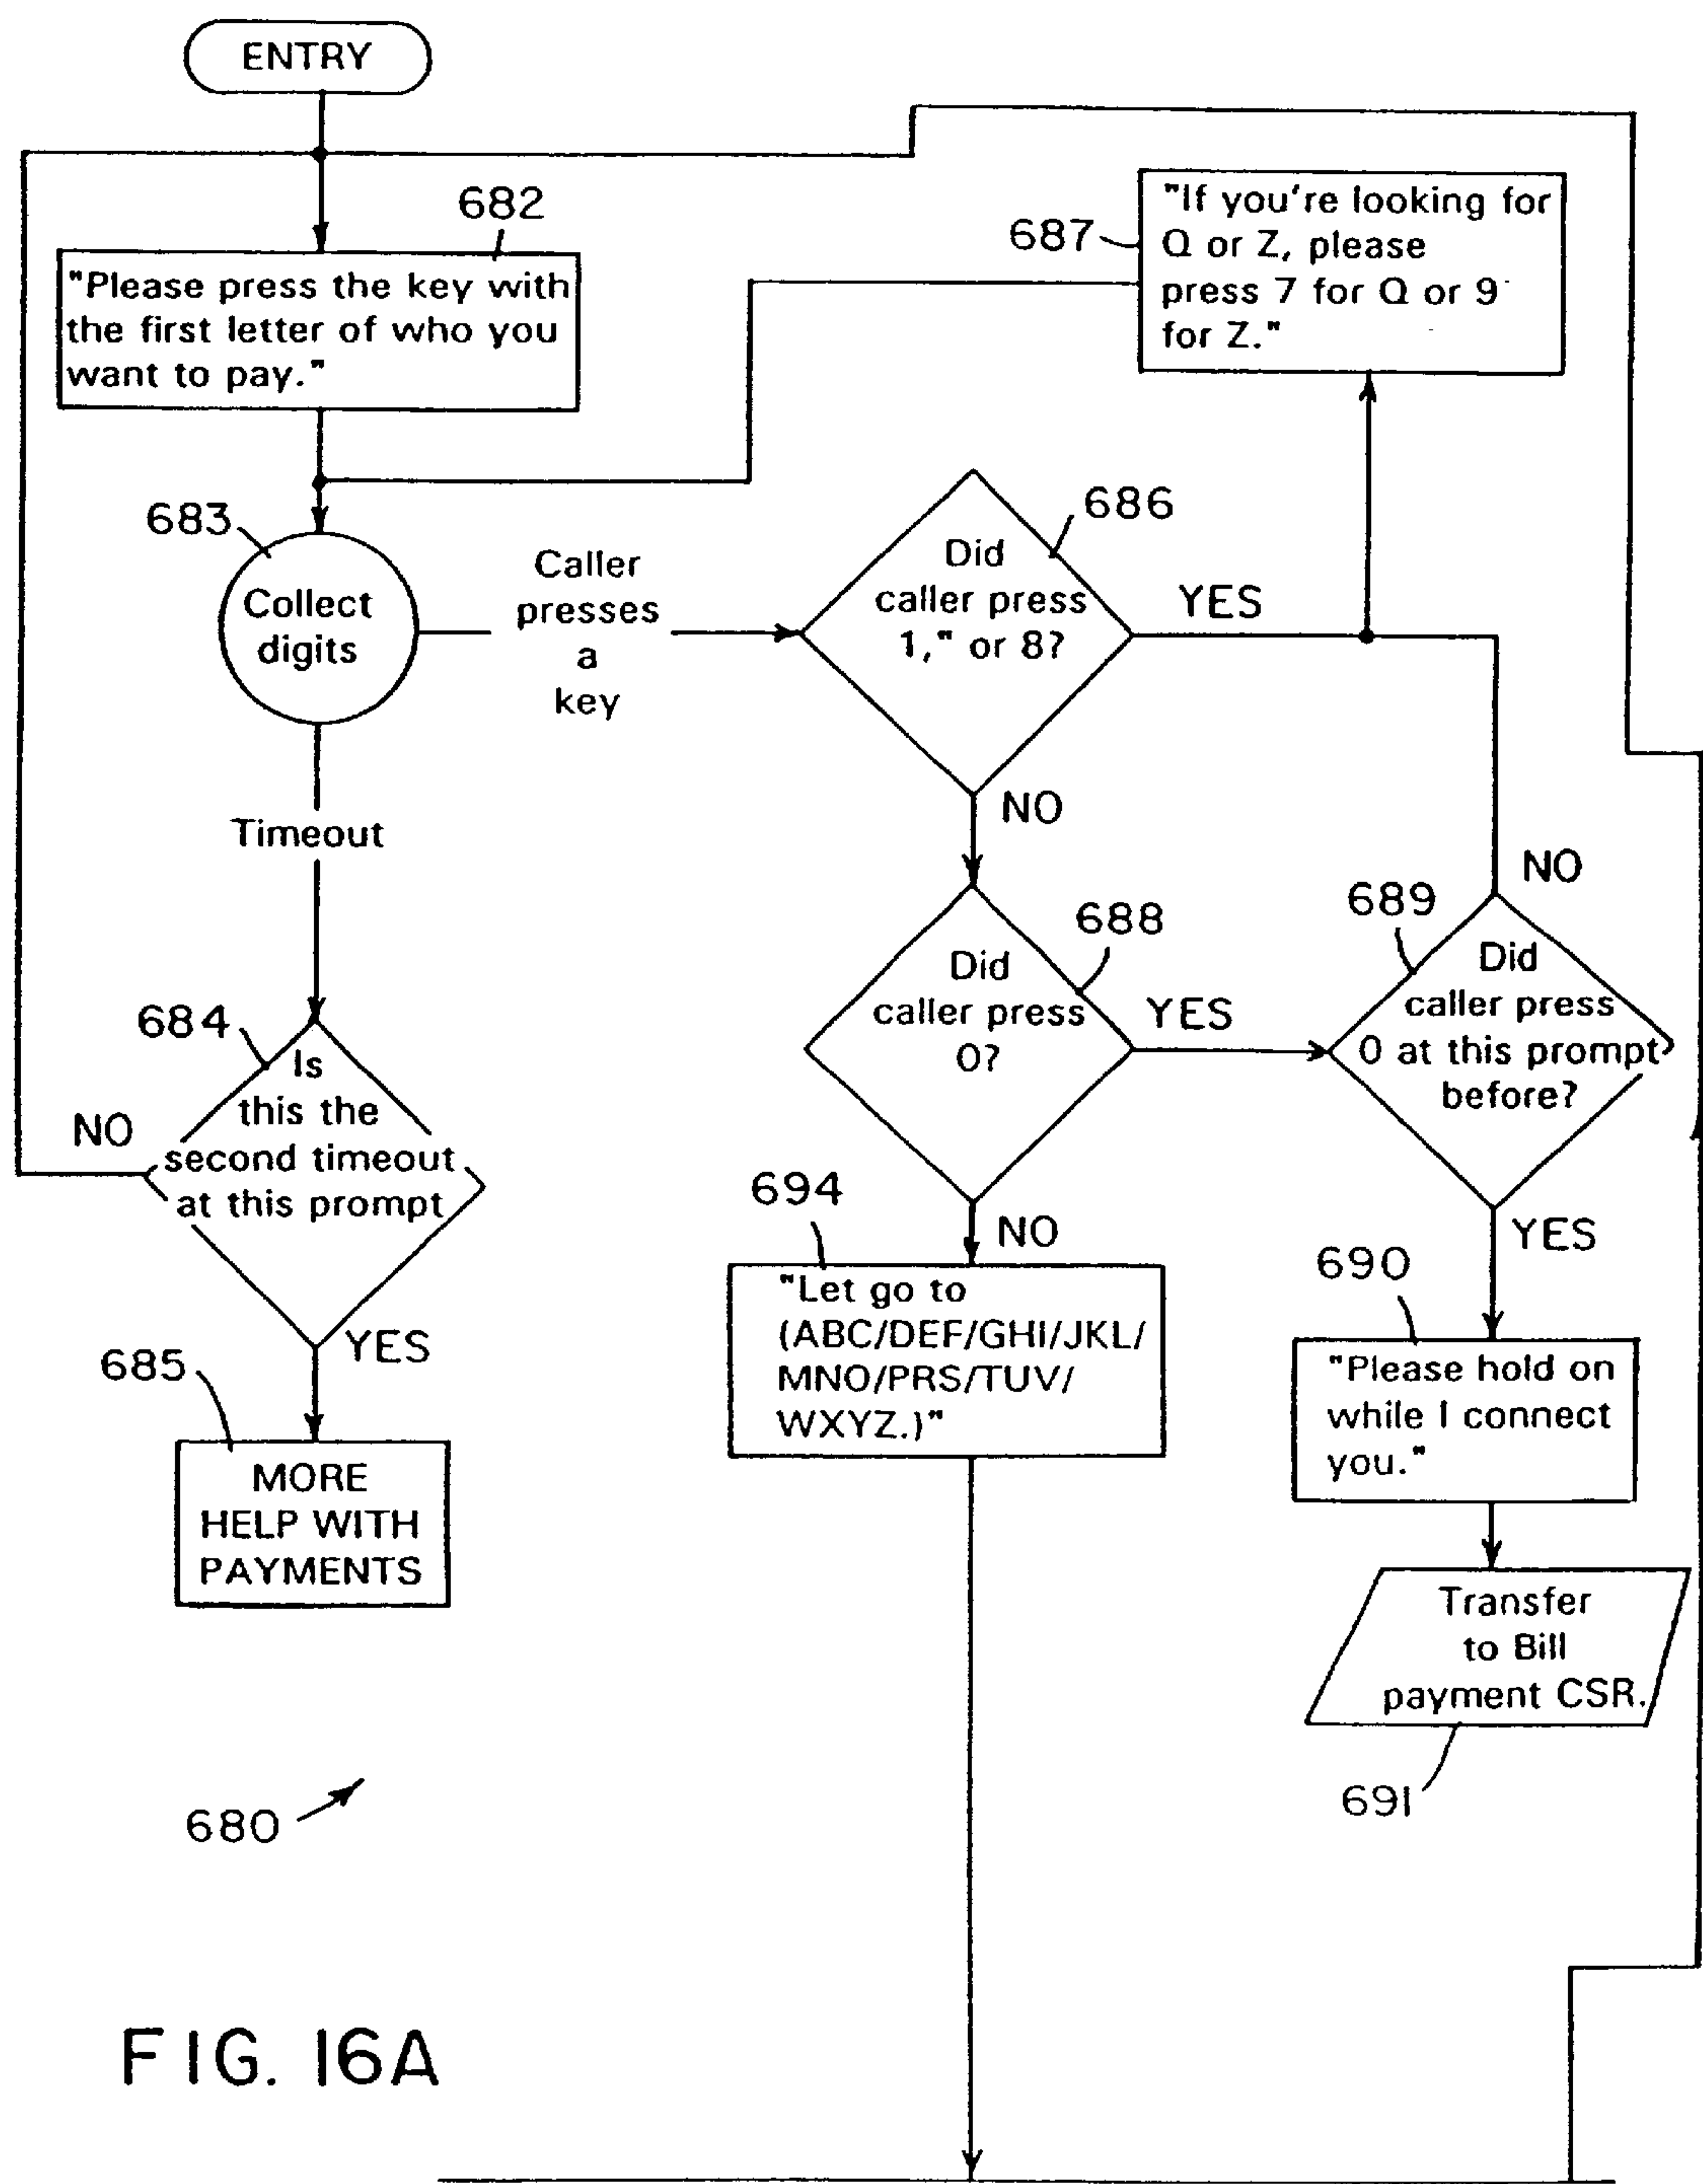 ENTRY
682
"Please press the key with
the first letter of who you
want to pay."
687
"If you're looking for
Q or Z, please
press 7 for Q or 9
for Z."
683
Collect
digits
Caller
presses
a
key
686
Did
caller press
1," or 8?
YES
NO
Timeout
684
Is
this the
second timeout
at this prompt
NO
YES
685
MORE
HELP WITH
PAYMENTS
688
Did
caller press
0?
YES
NO
689
Did
caller press
0 at this prompt
before?
NO
YES
694
"Let go to
(ABC/DEF/GHI/JKL/
MNO/PRS/TUV/
WXYZ.)"
690
"Please hold on
while I connect
you."
Transfer
to Bill
payment CSR.
691
680
FIG. 16A